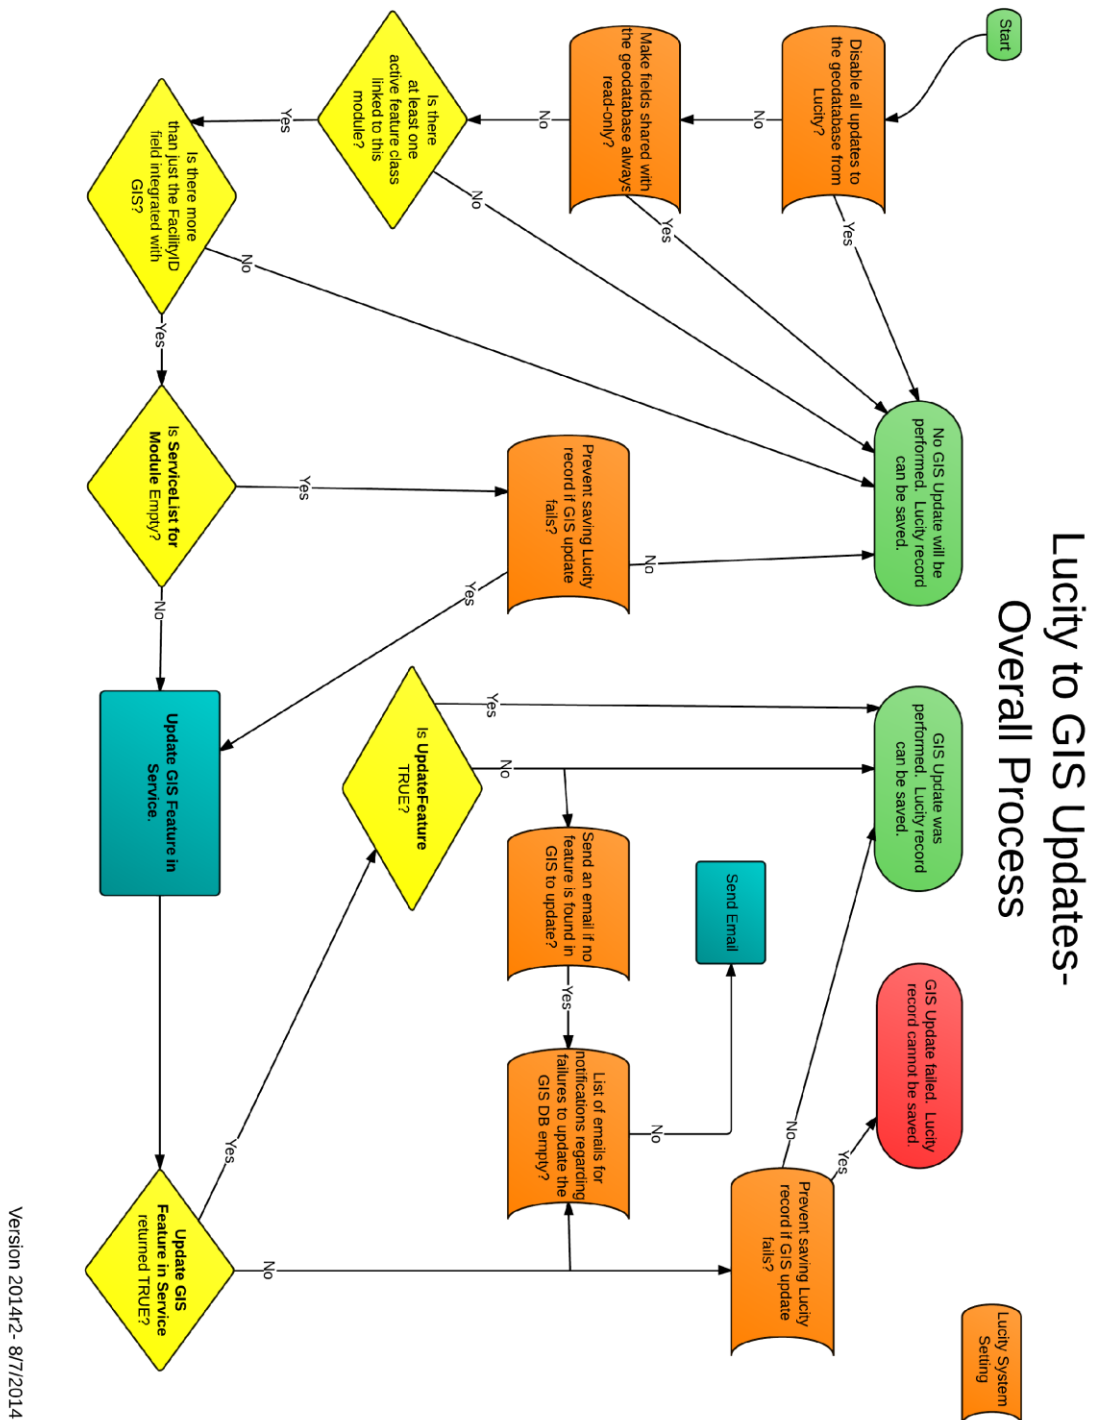 Lucity to GIS Updates-
Overall Process
Start
Disable all updates to
the geodatabase from
Lucity?
No
Yes
Make fields shared with
the geodatabase always
read-only?
No
Yes
Is there
at least one
active feature class
linked to this
module?
Yes
No
Is there more
than just the FacilityID
field integrated with
GIS?
No
Yes
No GIS Update will be
performed. Lucity record
can be saved.
Is ServiceList for
Module Empty?
Yes
No
Prevent saving Lucity
record if GIS update
fails?
No
Yes
Update GIS Feature in
Service.
GIS Update was
performed. Lucity record
can be saved.
Is UpdateFeature
TRUE?
Yes
No
Send an email if no
feature is found in
GIS to update?
Yes
Send Email
List of emails for
notifications regarding
failures to update the
GIS DB empty?
No
GIS Update failed. Lucity
record cannot be saved.
Prevent saving Lucity
record if GIS update
fails?
No
Yes
Update GIS
Feature in Service
returned TRUE?
Yes
No
Lucity System
Setting
Version 2014r2- 8/7/2014